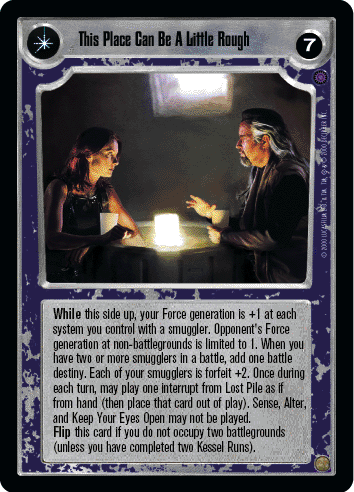 This Place Can Be A Little Rough
7
While this side up, your Force generation is +1 at each
system you control with a smuggler. Opponent's Force
generation at non-battlegrounds is limited to 1. When you
have two or more smugglers in a battle, add one battle
destiny. Each of your smugglers is forfeit +2. Once during
each turn, may play one interrupt from Lost Pile as if
from hand (then place that card out of play). Sense, Alter,
and Keep Your Eyes Open may not be played.
Flip this card if you do not occupy two battlegrounds
(unless you have completed two Kessel Runs).